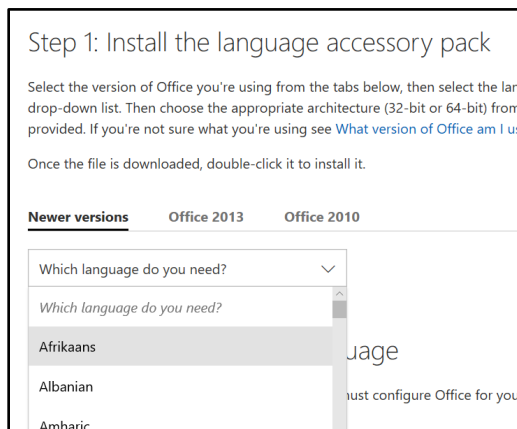 Step 1: Install the language accessory pack
Select the version of Office you're using from the tabs below, then select the
drop-down list. Then choose the appropriate architecture (32-bit or 64-bit) from
provided. If you're not sure what you're using see What version of Office am I
Once the file is downloaded, double-click it to install it.
Newer versions Office 2013 Office 2010
Which language do you need?
Which language do you need?
Afrikaans
Albanian
must configure Office for you
Amharic